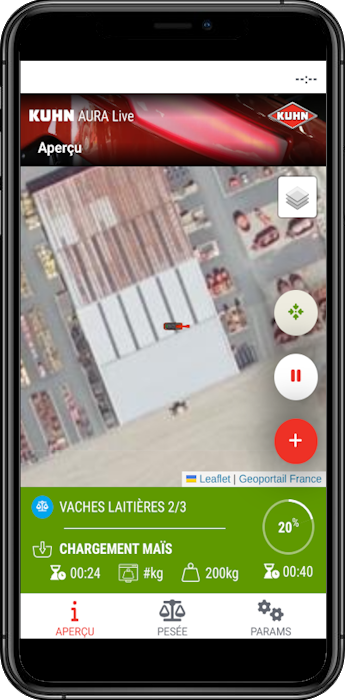 --:--
KUHN AURA Live
KUHN
Aperçu
Leaflet | Geoportail France
VACHES LAITIÈRES 2/3
20%
CHARGEMENT MAÏS
00:24 #kg 200kg 00:40
APERÇU PESÉE PARAMS